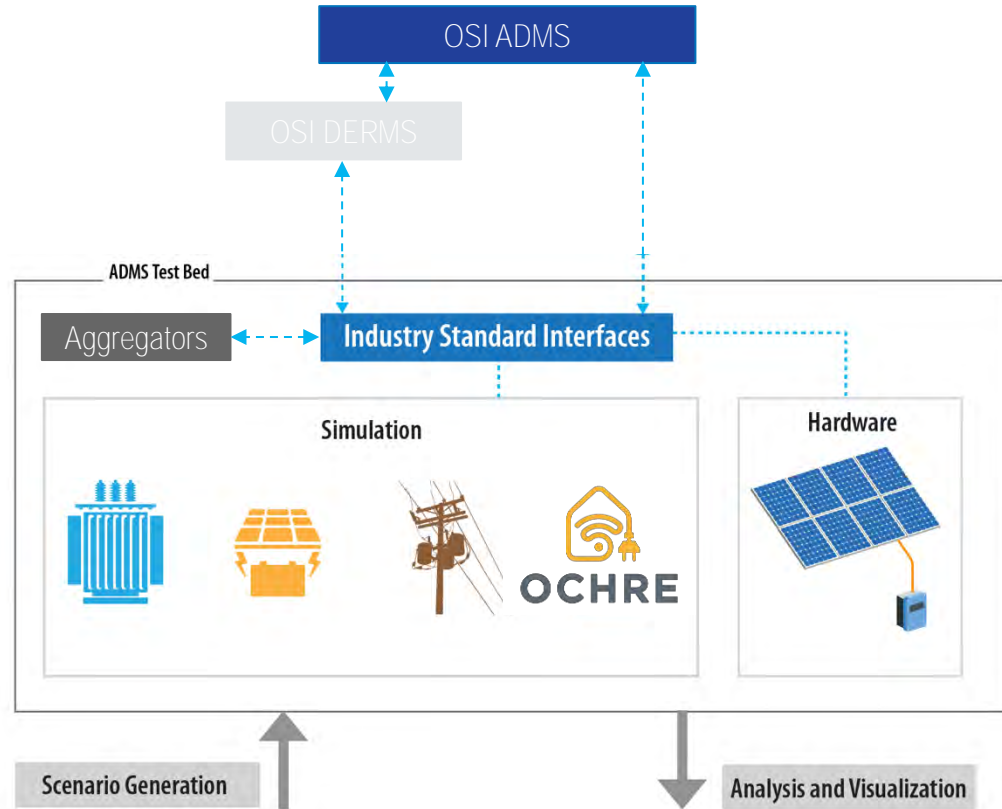 OSI ADMS
OSI DERMS
ADMS Test Bed
Aggregators
Industry Standard Interfaces
Simulation
Hardware
OCHRE
Scenario Generation
Analysis and Visualization